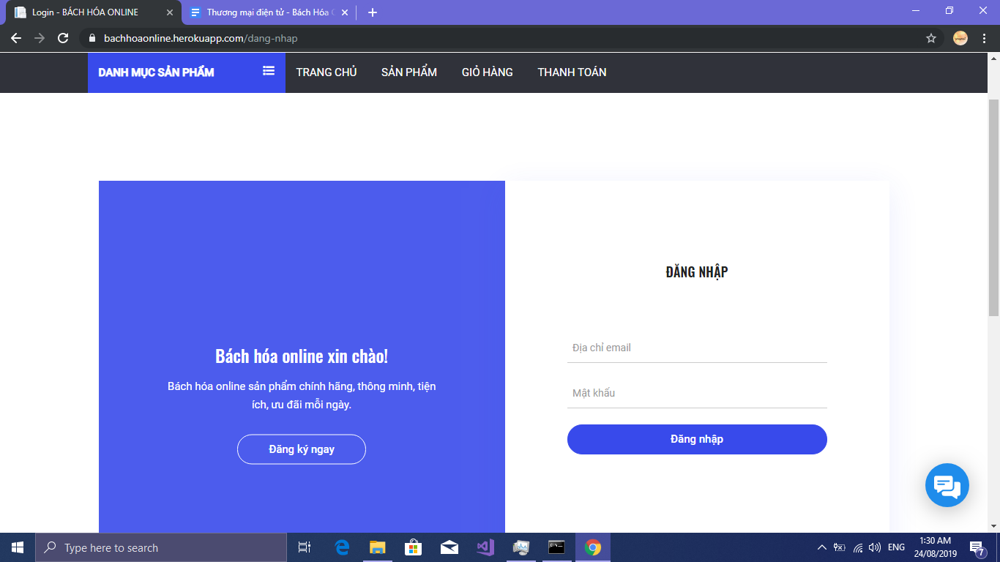 Login - BÁCH HÓA ONLINE
Thương mại điện tử - Bách Hóa
bachhoaonline.herokuapp.com/dang-nhap
DANH MỤC SẢN PHẨM
TRANG CHỦ
SẢN PHẨM
GIỎ HÀNG
THANH TOÁN
Bách hóa online xin chào!
Bách hóa online sản phẩm chính hãng, thông minh, tiện
ích, ưu đãi mỗi ngày.
Đăng ký ngay
ĐĂNG NHẬP
Địa chỉ email
Mật khấu
Đăng nhập
Type here to search
ENG
1:30 AM
24/08/2019
7